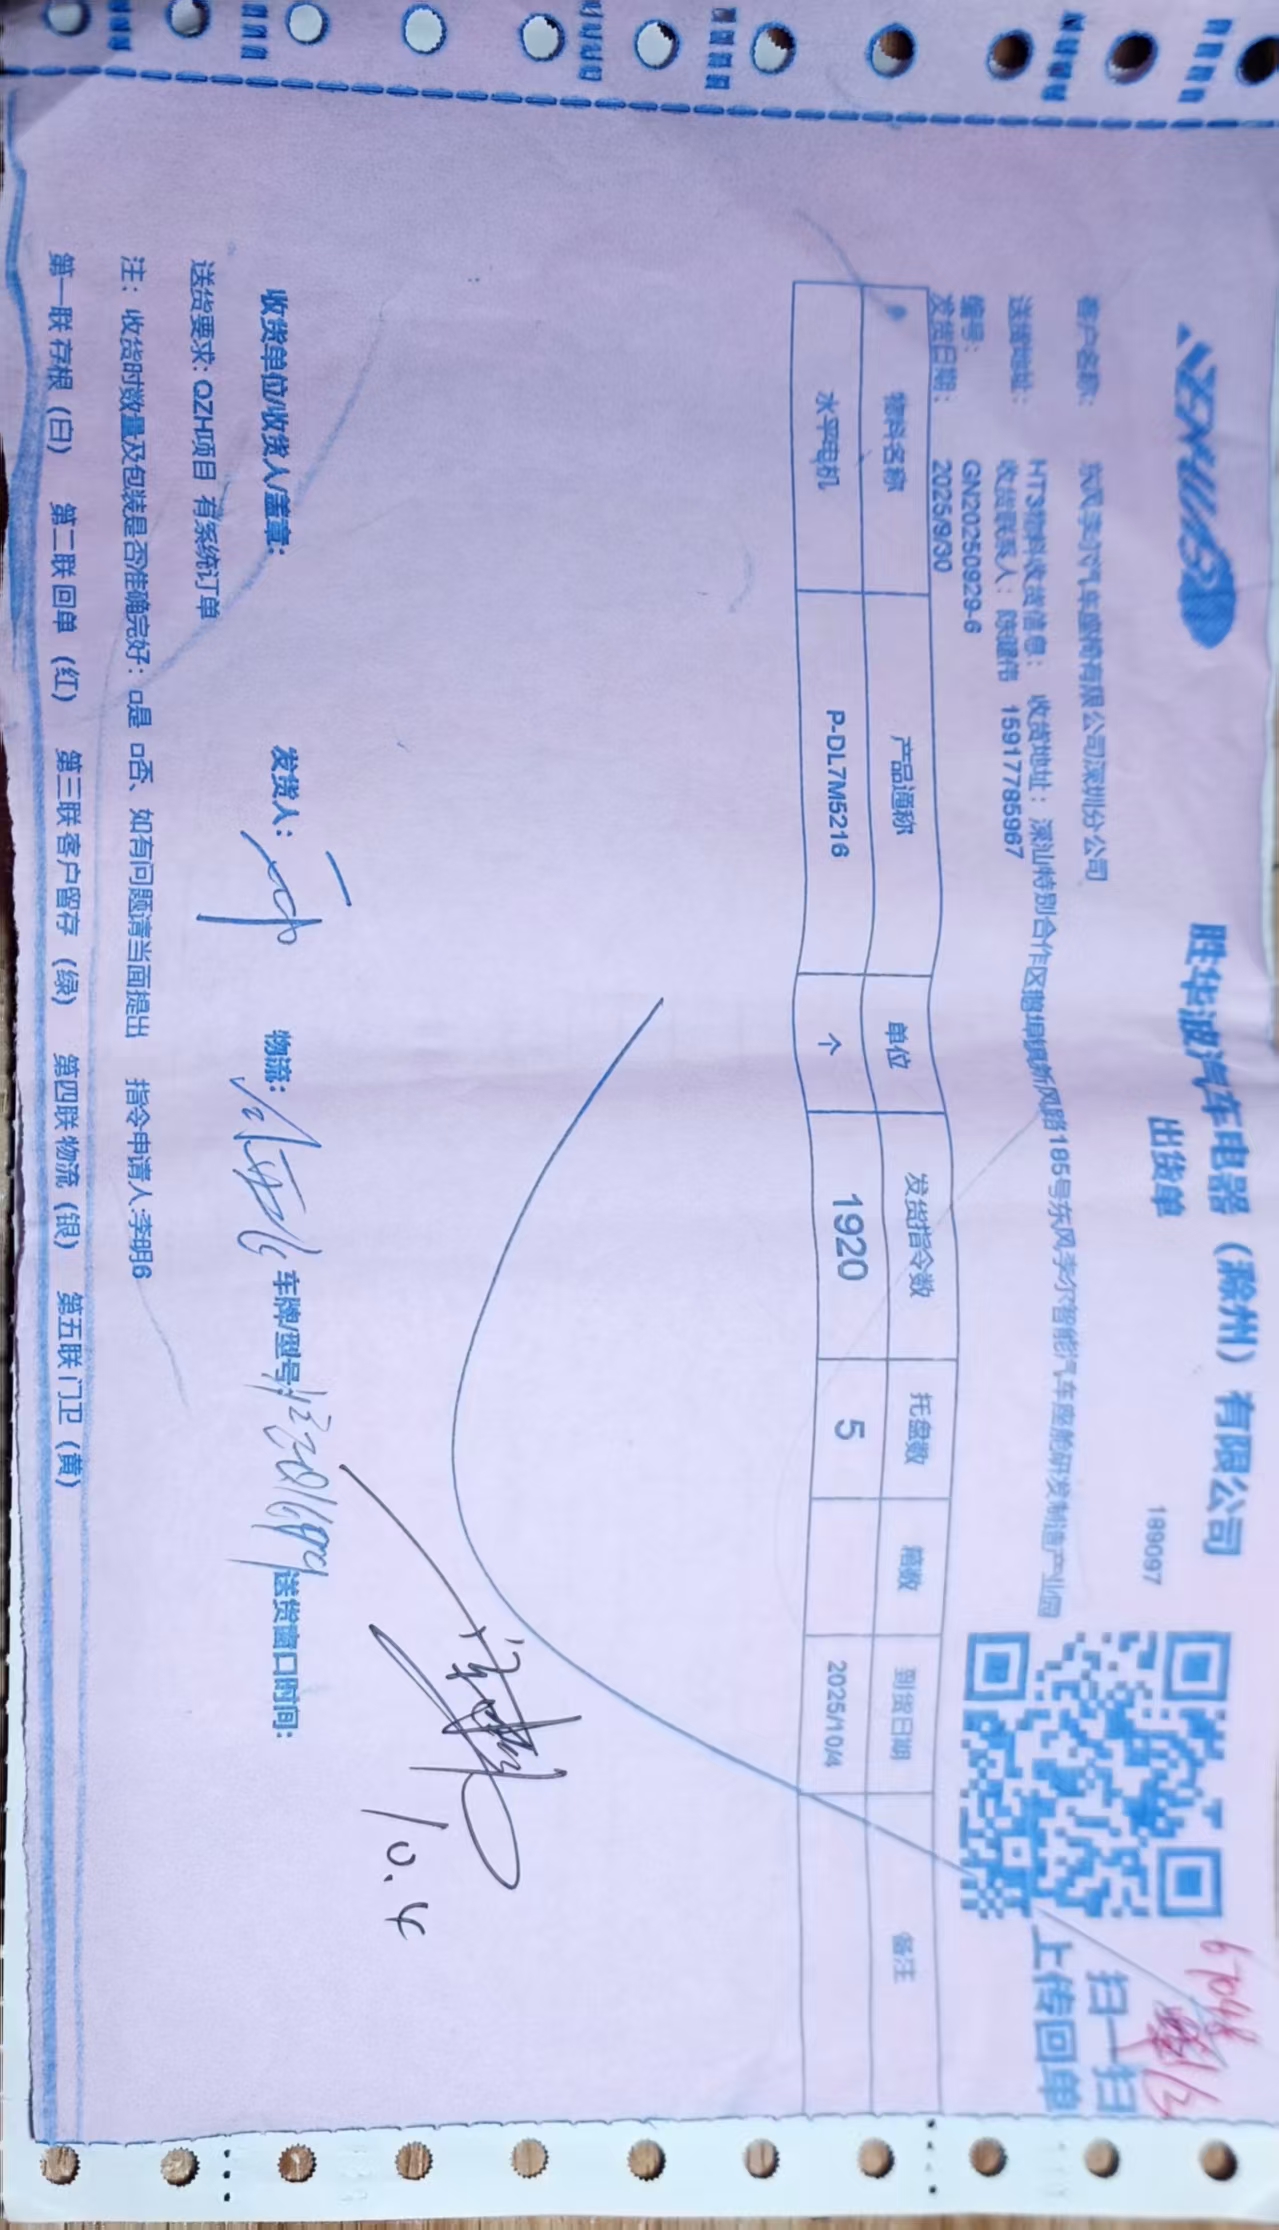 胜华波汽车电器（滁州）有限公司
出货单
189097
扫一扫
上传回单
客户名称： 东风李尔汽车座椅有限公司深圳分公司
送货地址： HT3物料收货信息： 收货地址：深汕特别合作区鹅埠镇新风路185号东风李尔智能汽车座舱研发制造产业园
收货联系人：陈建伟 15917785967
编号： GN20250929-6
发货日期： 2025/9/30
物料名称 产品通称 单位 发货指令数 托盘数 箱数 到货日期 备注
水平电机 P-DL7M5216 个 1920 5 2025/10/4
10.4
收货单位/收货人/盖章： 发货人： 物流： 车牌/型号： 送货窗口时间：
送货要求：QZH项目 有系统订单
注： 收货时数量及包装是否准确完好：□是 □否、如有问题请当面提出 指令申请人:李明6
第一联 存根（白） 第二联 回单（红） 第三联 客户留存（绿） 第四联 物流（银） 第五联 门卫（黄）